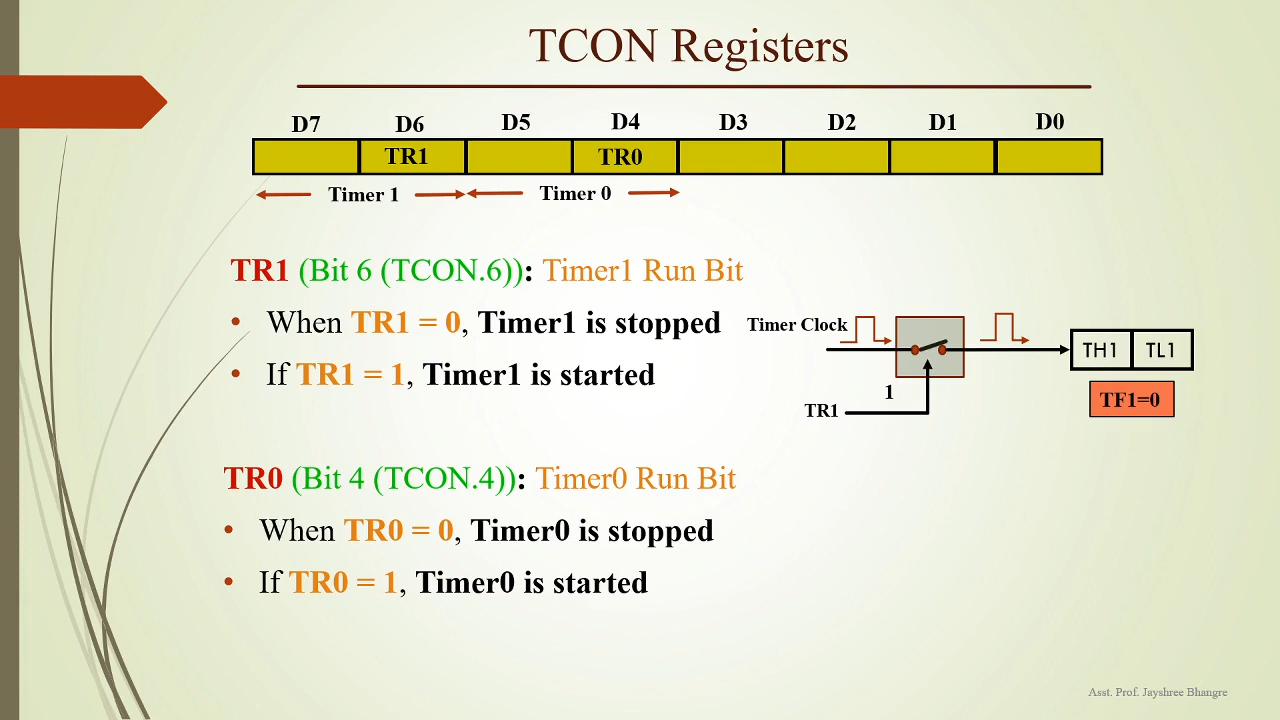 TCON Registers
D7 D6 D5 D4 D3 D2 D1 D0
TR1 TR0
Timer 1 Timer 0
TR1 (Bit 6 (TCON.6)): Timer1 Run Bit
• When TR1 = 0, Timer1 is stopped
• If TR1 = 1, Timer1 is started
Timer Clock
TH1 TL1
1
TF1=0
TR1
TR0 (Bit 4 (TCON.4)): Timer0 Run Bit
• When TR0 = 0, Timer0 is stopped
• If TR0 = 1, Timer0 is started
Asst. Prof. Jayshree Bhangre